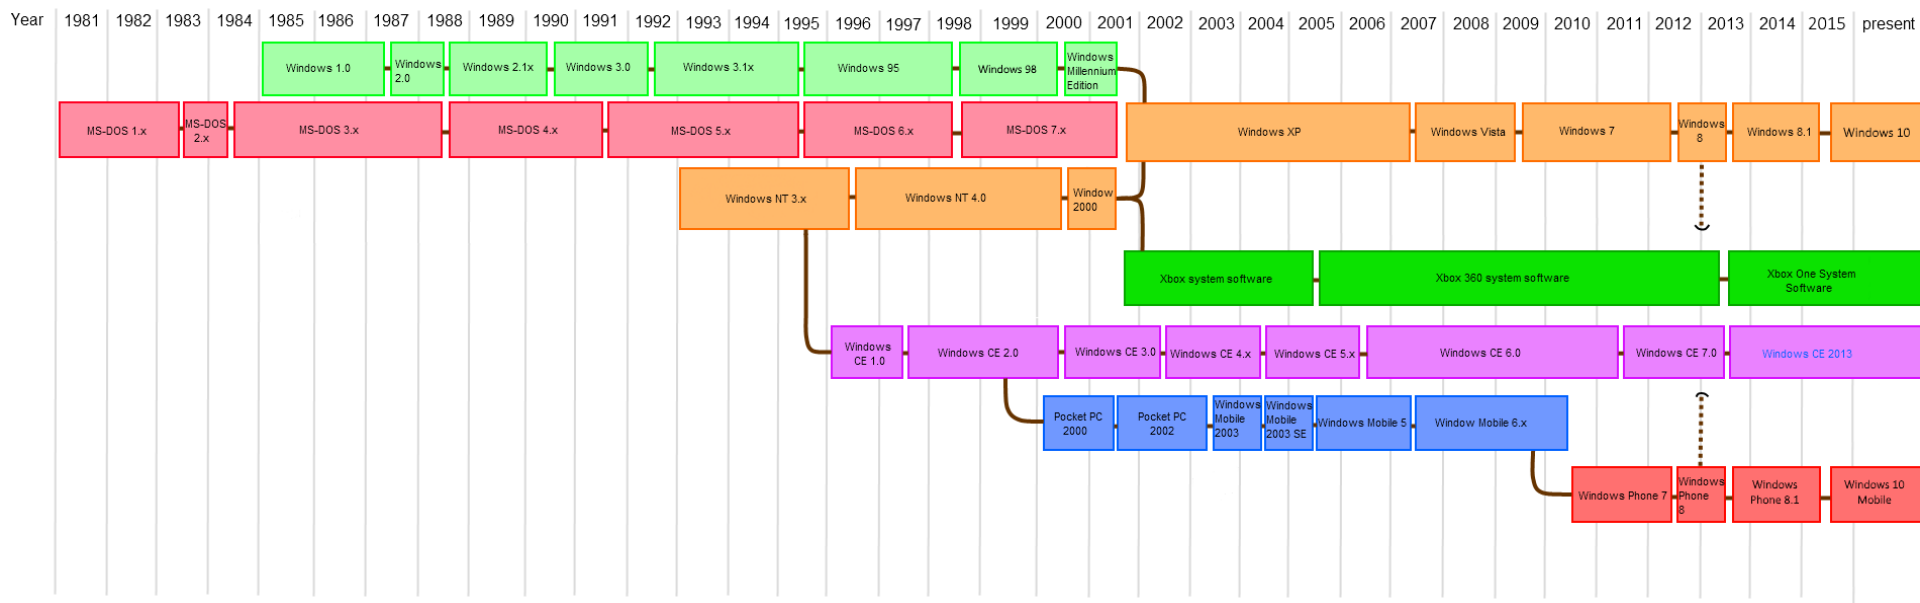 Year 1981 1982 1983 1984 1985 1986 1987 1988 1989 1990 1991 1992 1993 1994 1995 1996 1997 1998 1999 2000 2001 2002 2003 2004 2005 2006 2007 2008 2009 2010 2011 2012 2013 2014 2015 present
Windows 1.0
Windows
2.0
Windows 2.1x
Windows 3.0
Windows 3.1x
Windows 95
Windows 98
Windows
Millennium
Edition
MS-DOS 1.x
MS-DOS
2.x
MS-DOS 3.x
MS-DOS 4.x
MS-DOS 5.x
MS-DOS 6.x
MS-DOS 7.x
Windows XP
Windows Vista
Windows 7
Windows
8
Windows 8.1
Windows 10
Windows NT 3.x
Windows NT 4.0
Window
2000
Xbox system software
Xbox 360 system software
Xbox One System
Software
Windows
CE 1.0
Windows CE 2.0
Windows CE 3.0
Windows CE 4.x
Windows CE 5.x
Windows CE 6.0
Windows CE 7.0
Windows CE 2013
Pocket PC
2000
Pocket PC
2002
Windows
Mobile
2003
Windows
Mobile
2003 SE
Windows Mobile 5
Window Mobile 6.x
Windows Phone 7
Windows
Phone
8
Windows
Phone 8.1
Windows 10
Mobile